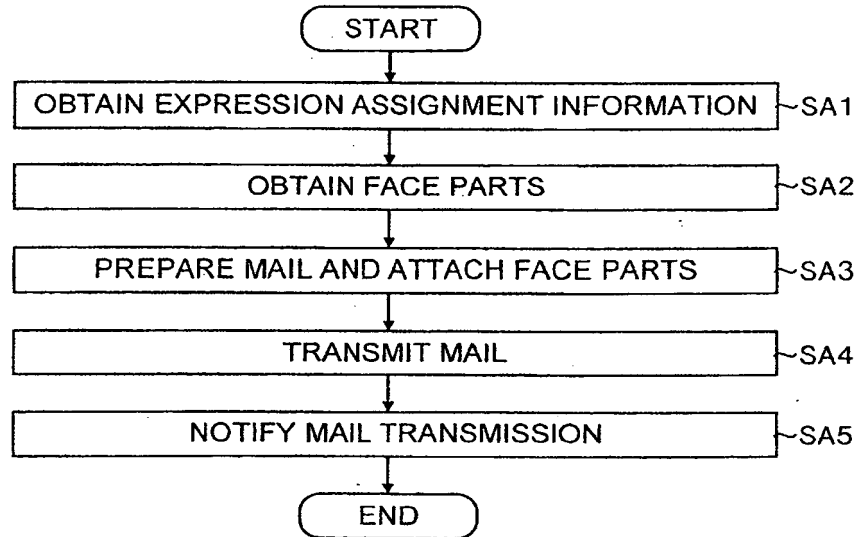 START
OBTAIN EXPRESSION ASSIGNMENT INFORMATION ~SA1
OBTAIN FACE PARTS ~SA2
PREPARE MAIL AND ATTACH FACE PARTS ~SA3
TRANSMIT MAIL ~SA4
NOTIFY MAIL TRANSMISSION ~SA5
END